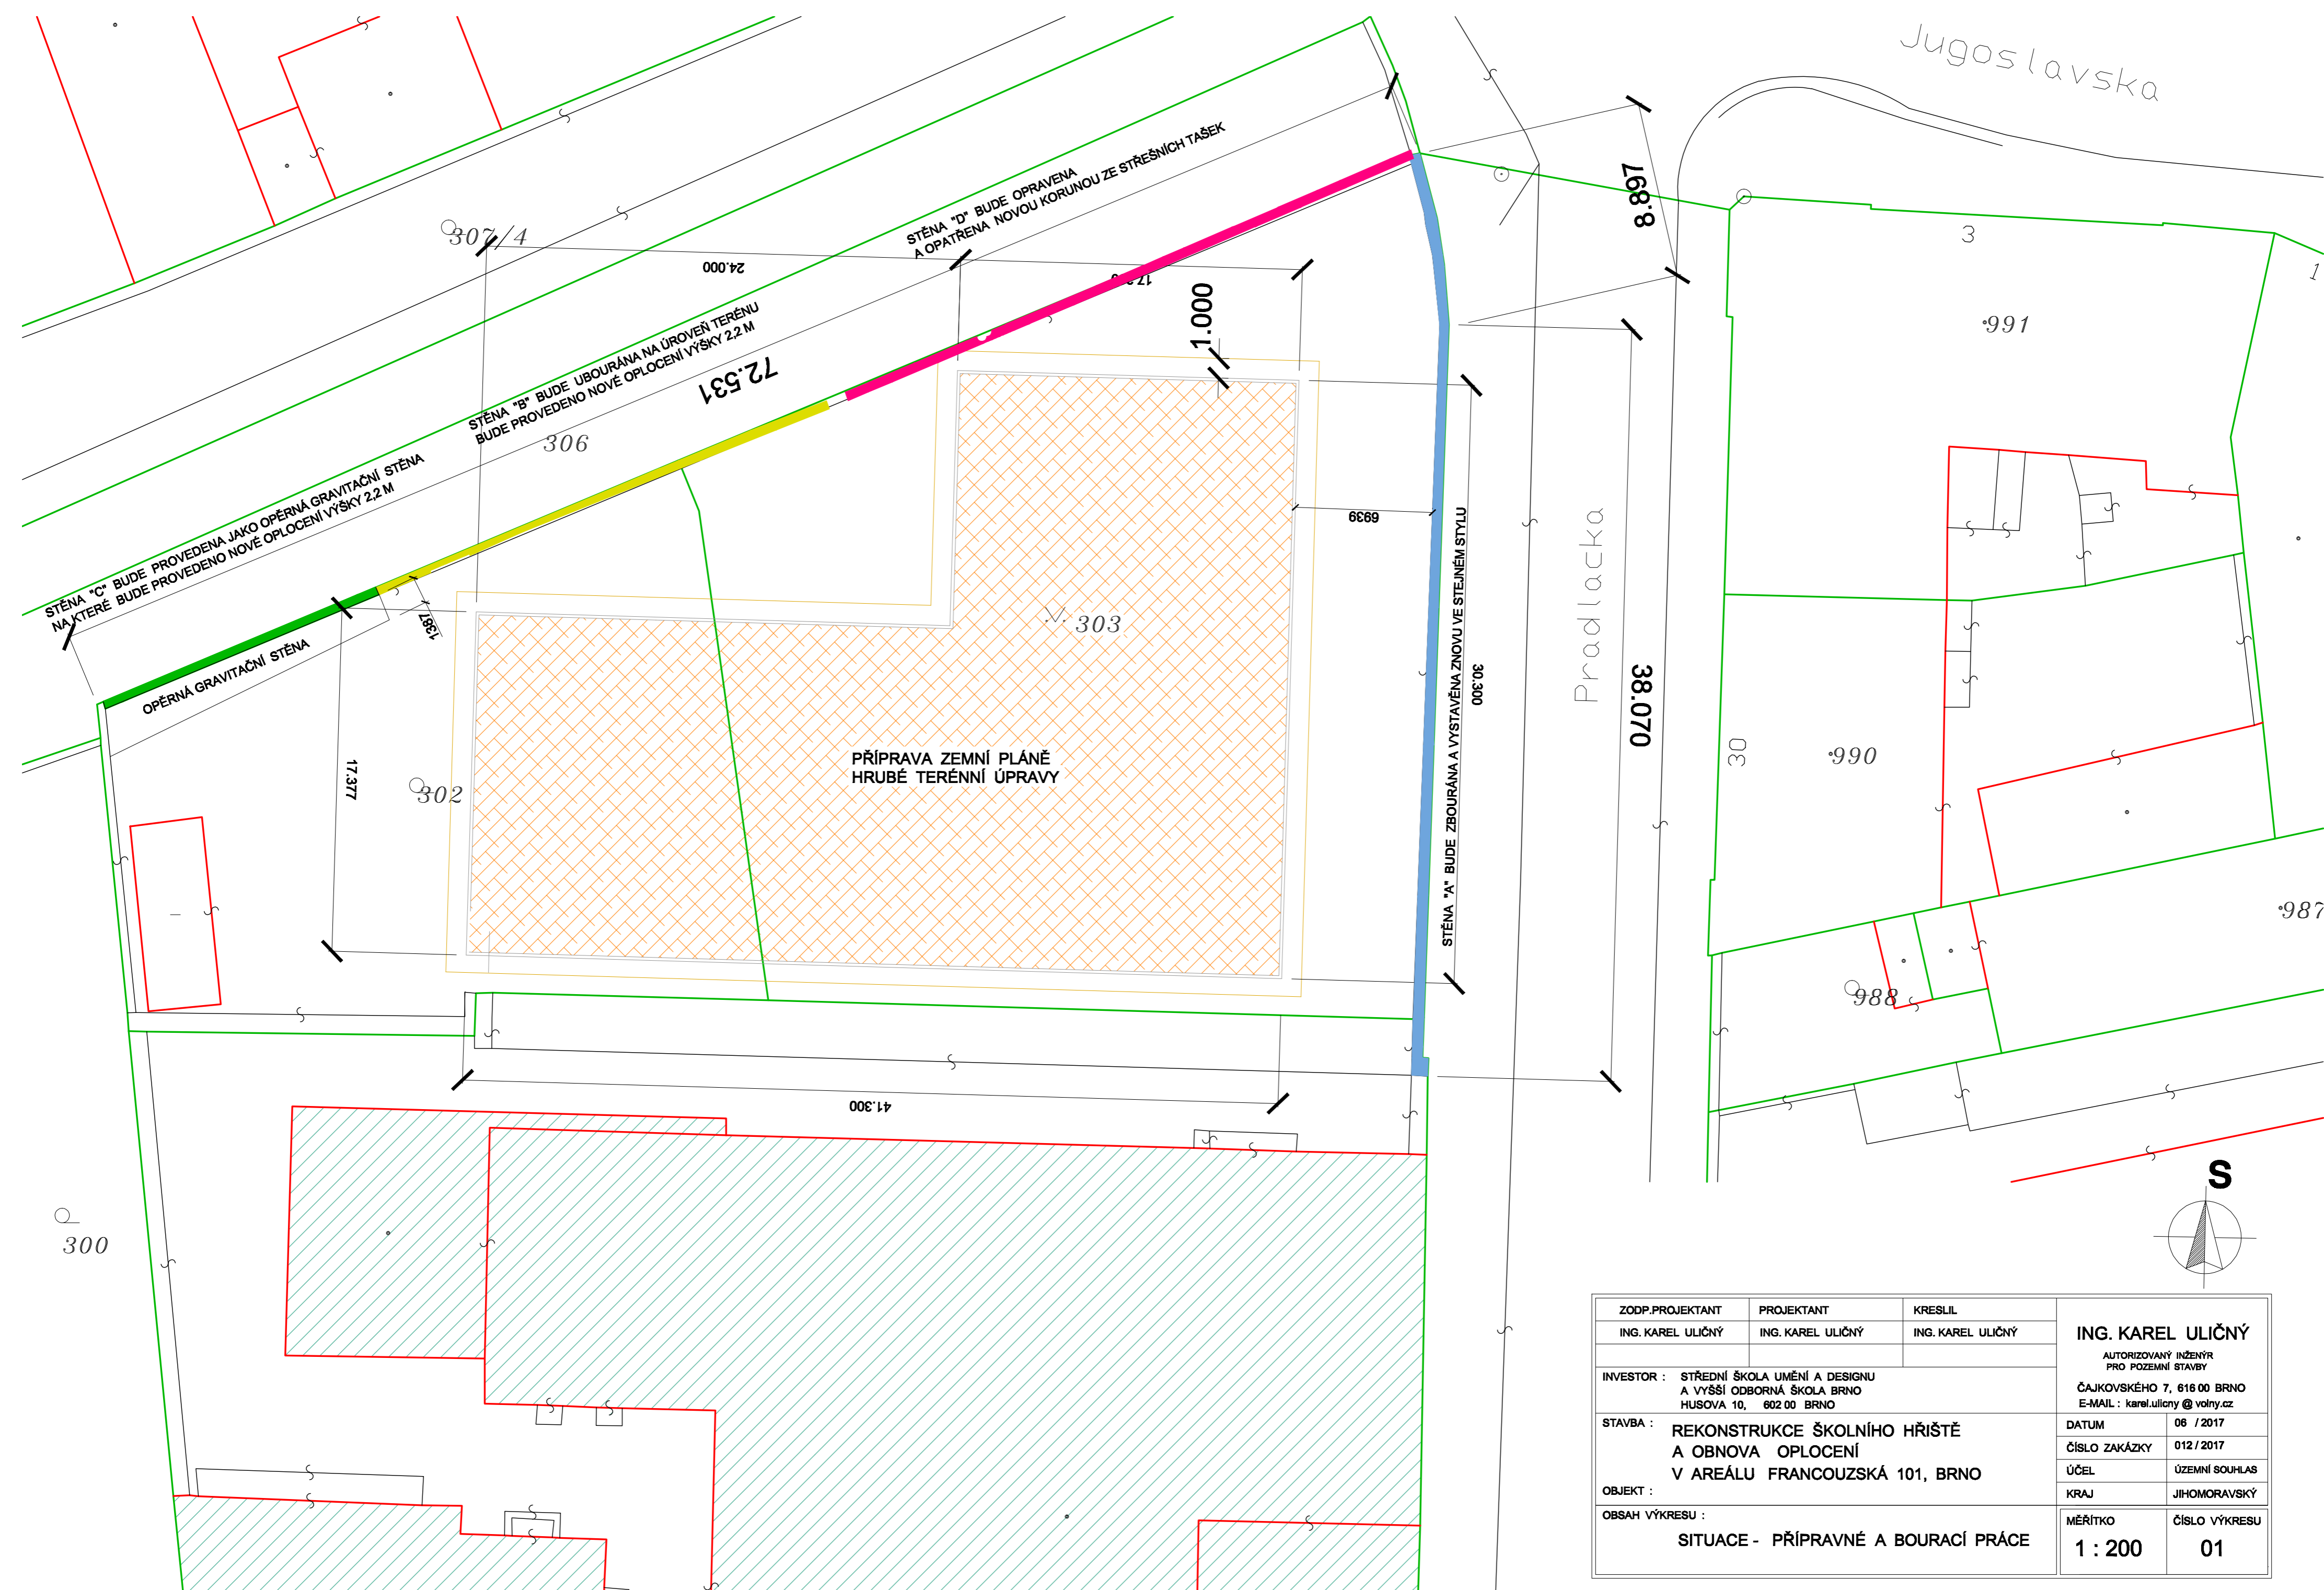 Jugoslavska
307/4
24.000
STĚNA "D" BUDE OPRAVENA
A OPATŘENA NOVOU KORUNOU ZE STŘEŠNÍCH TAŠEK
8.897
1.000
3
1
991
STĚNA "B" BUDE UBOURÁNA NA ÚROVEŇ TERÉNU
BUDE PROVEDENO NOVÉ OPLOCENÍ VÝŠKY 2,2 M
72.531
306
STĚNA "C" BUDE PROVEDENA JAKO OPĚRNÁ GRAVITAČNÍ STĚNA
NA KTERÉ BUDE PROVEDENO NOVÉ OPLOCENÍ VÝŠKY 2,2 M
OPĚRNÁ GRAVITAČNÍ STĚNA
1387
6939
303
STĚNA "A" BUDE ZBOURÁNA A VYSTAVĚNA ZNOVU VE STEJNÉM STYLU
30.300
Pradlacka
38.070
30
990
PŘÍPRAVA ZEMNÍ PLÁNĚ
HRUBÉ TERÉNNÍ ÚPRAVY
17.377
302
987
988
41.300
300
S
ZODP.PROJEKTANT PROJEKTANT KRESLIL
ING. KAREL ULIČNÝ ING. KAREL ULIČNÝ ING. KAREL ULIČNÝ
ING. KAREL ULIČNÝ
AUTORIZOVANÝ INŽENÝR
PRO POZEMNÍ STAVBY
ČAJKOVSKÉHO 7, 616 00 BRNO
E-MAIL : karel.ulicny @ volny.cz
INVESTOR : STŘEDNÍ ŠKOLA UMĚNÍ A DESIGNU
A VYŠŠÍ ODBORNÁ ŠKOLA BRNO
HUSOVA 10, 602 00 BRNO
STAVBA : REKONSTRUKCE ŠKOLNÍHO HŘIŠTĚ
A OBNOVA OPLOCENÍ
V AREÁLU FRANCOUZSKÁ 101, BRNO
OBJEKT :
DATUM 06 / 2017
ČÍSLO ZAKÁZKY 012 / 2017
ÚČEL ÚZEMNÍ SOUHLAS
KRAJ JIHOMORAVSKÝ
OBSAH VÝKRESU :
SITUACE - PŘÍPRAVNÉ A BOURACÍ PRÁCE
MĚŘÍTKO ČÍSLO VÝKRESU
1 : 200 01